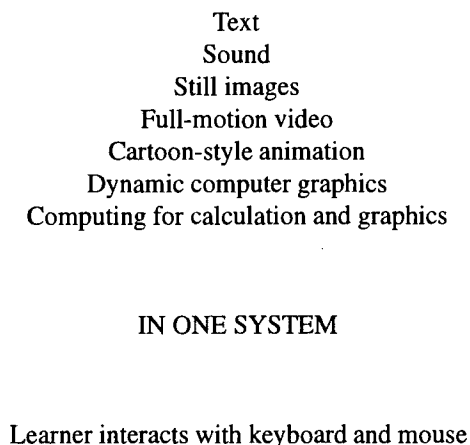 Text
Sound
Still images
Full-motion video
Cartoon-style animation
Dynamic computer graphics
Computing for calculation and graphics
IN ONE SYSTEM
Learner interacts with keyboard and mouse